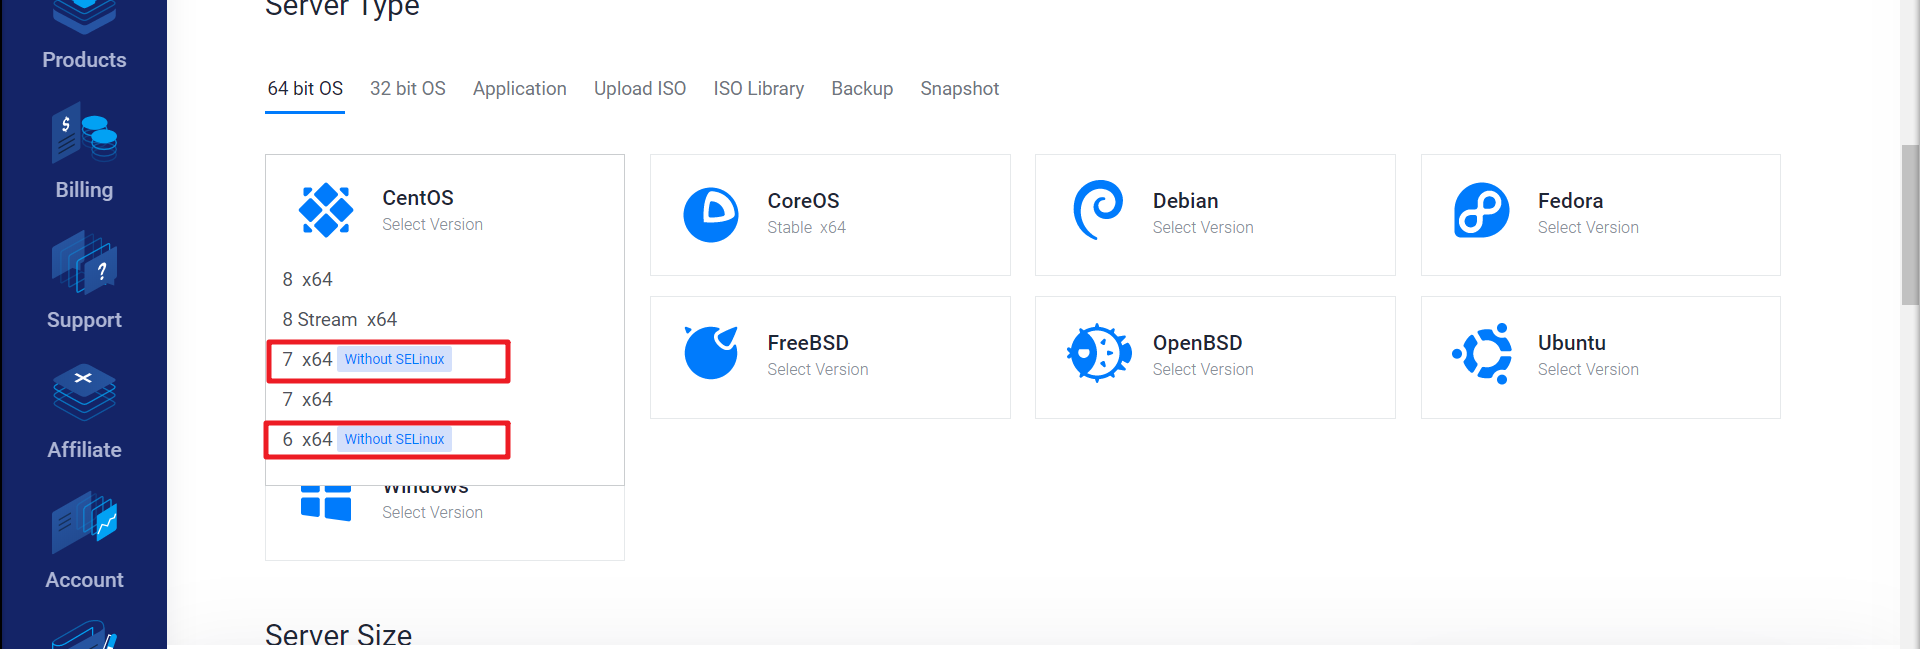 Server Type
Products
Billing
Support
Affiliate
Account
64 bit OS 32 bit OS Application Upload ISO ISO Library Backup Snapshot
CentOS
Select Version
8 x64
8 Stream x64
7 x64 Without SELinux
7 x64
6 x64 Without SELinux
CoreOS
Stable x64
Debian
Select Version
Fedora
Select Version
FreeBSD
Select Version
OpenBSD
Select Version
Ubuntu
Select Version
Windows
Select Version
Server Size